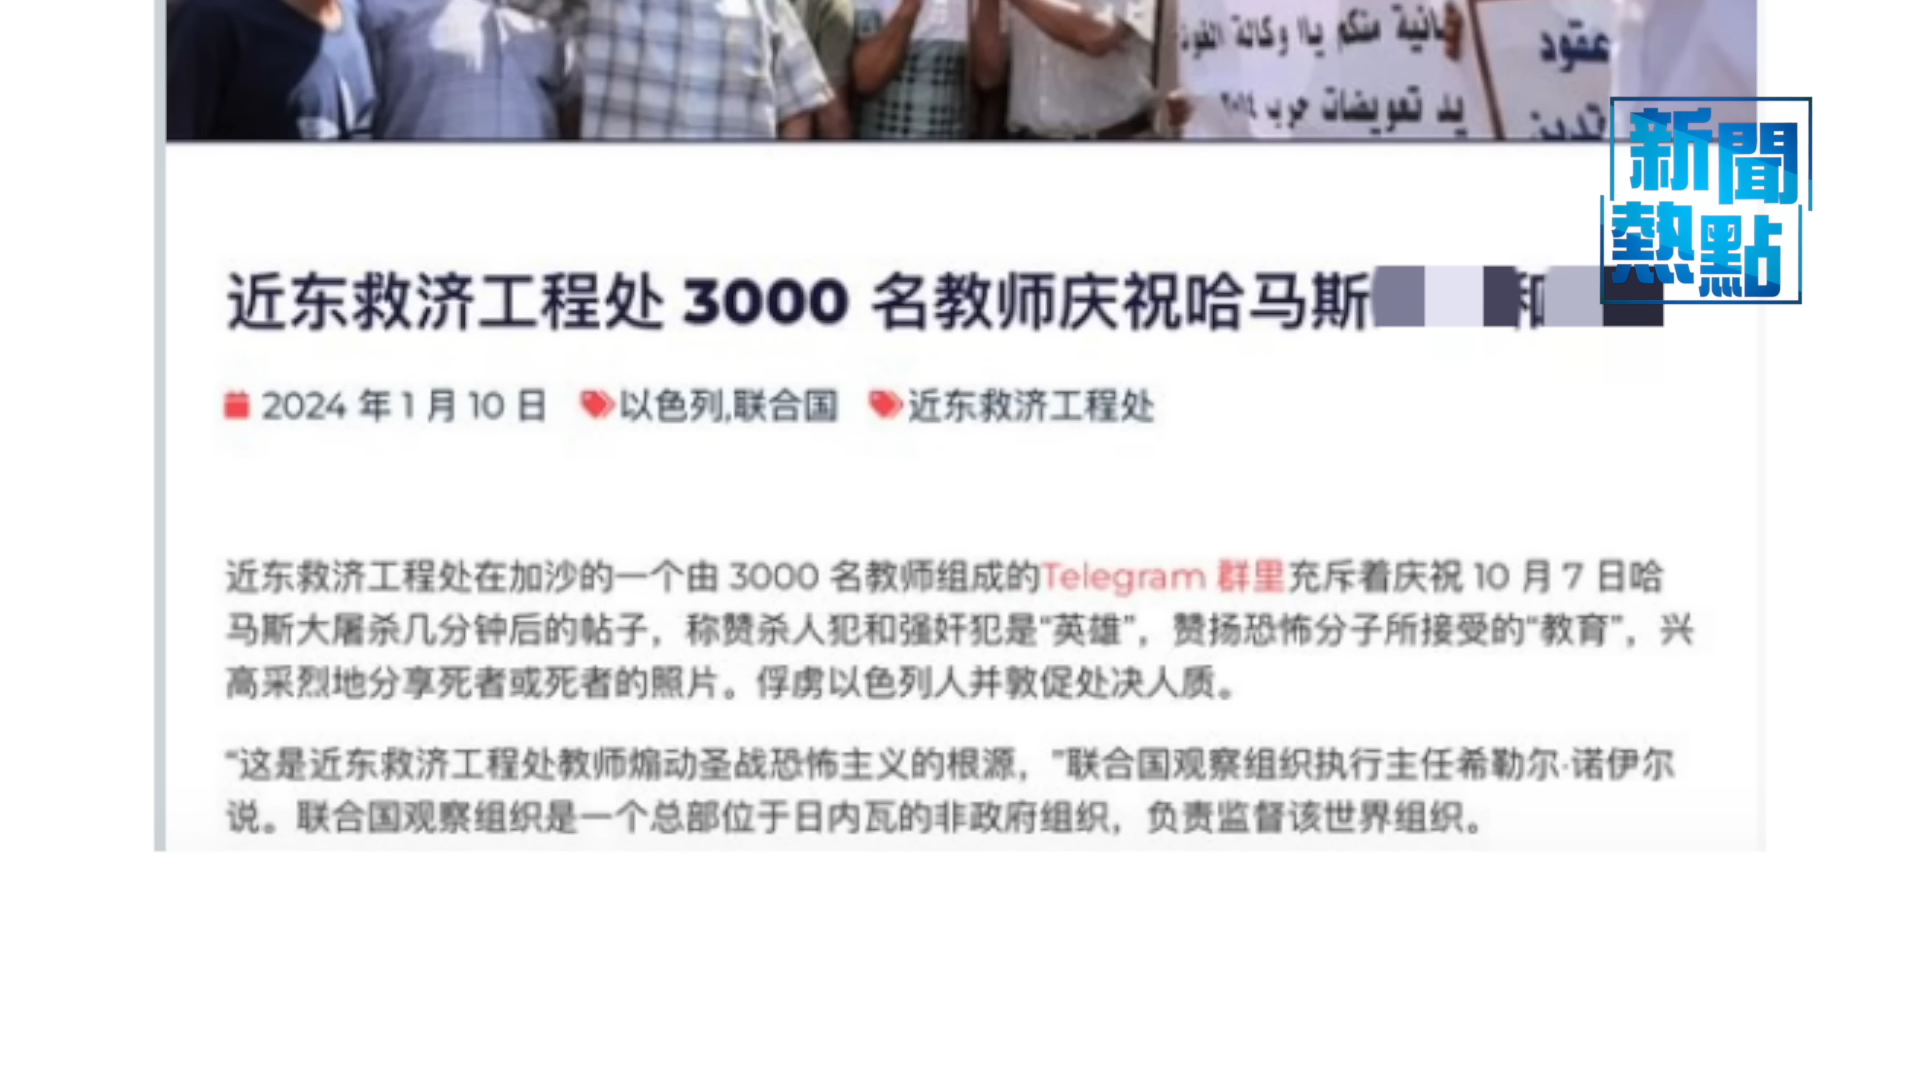 منكم ياا وكالة الغوث
عقود
تعويضات حرب ٢٠١٤
新聞
熱點
近东救济工程处 3000 名教师庆祝哈马斯 和
2024 年 1 月 10 日 以色列,联合国 近东救济工程处
近东救济工程处在加沙的一个由 3000 名教师组成的Telegram 群里充斥着庆祝 10 月 7 日哈
马斯大屠杀几分钟后的帖子，称赞杀人犯和强奸犯是“英雄”，赞扬恐怖分子所接受的“教育”，兴
高采烈地分享死者或死者的照片。俘虏以色列人并敦促处决人质。
“这是近东救济工程处教师煽动圣战恐怖主义的根源，”联合国观察组织执行主任希勒尔·诺伊尔
说。联合国观察组织是一个总部位于日内瓦的非政府组织，负责监督该世界组织。